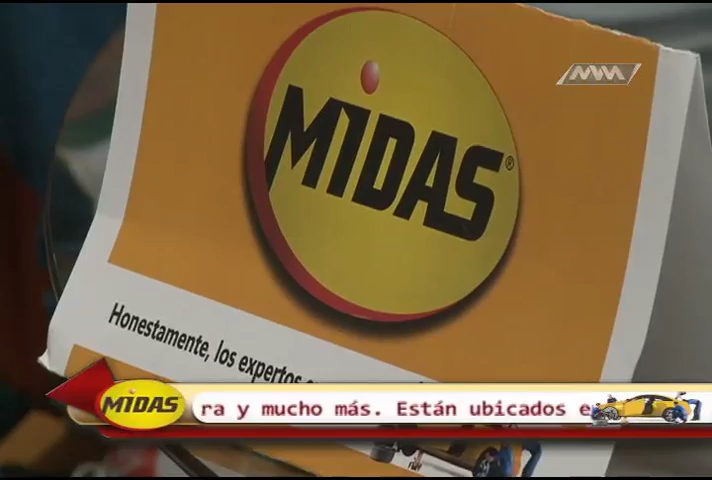 MIDAS®
Honestamente, los expertos
MIDAS
ra y mucho más. Están ubicados e